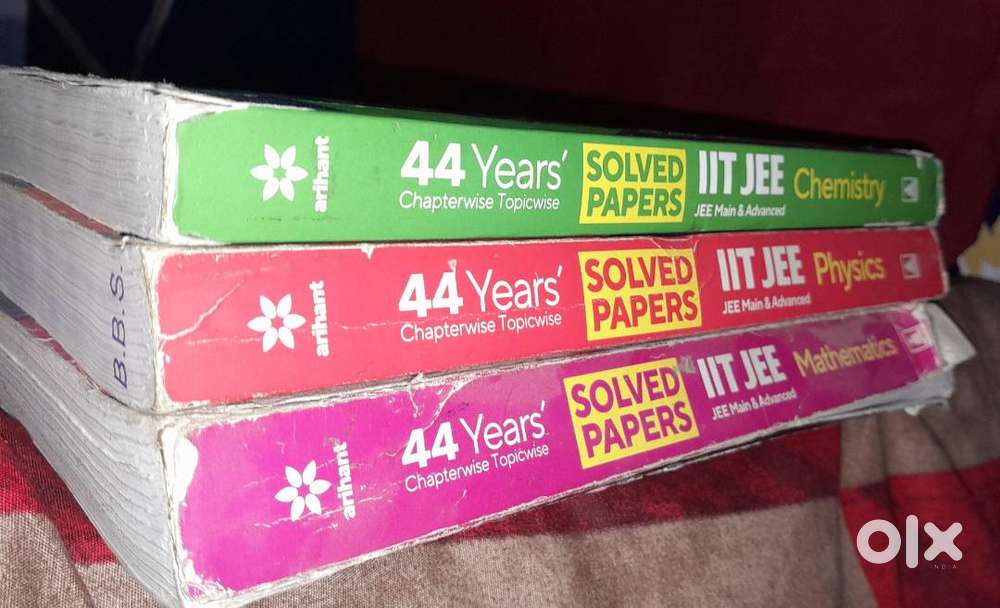 arihant
44 Years'
Chapterwise Topicwise
SOLVED
PAPERS
IIT JEE
JEE Main & Advanced
Chemistry
arihant
44 Years'
Chapterwise Topicwise
SOLVED
PAPERS
IIT JEE
JEE Main & Advanced
Physics
B.B.S.
arihant
44 Years'
Chapterwise Topicwise
SOLVED
PAPERS
IIT JEE
JEE Main & Advanced
Mathematics
olx
INDIA